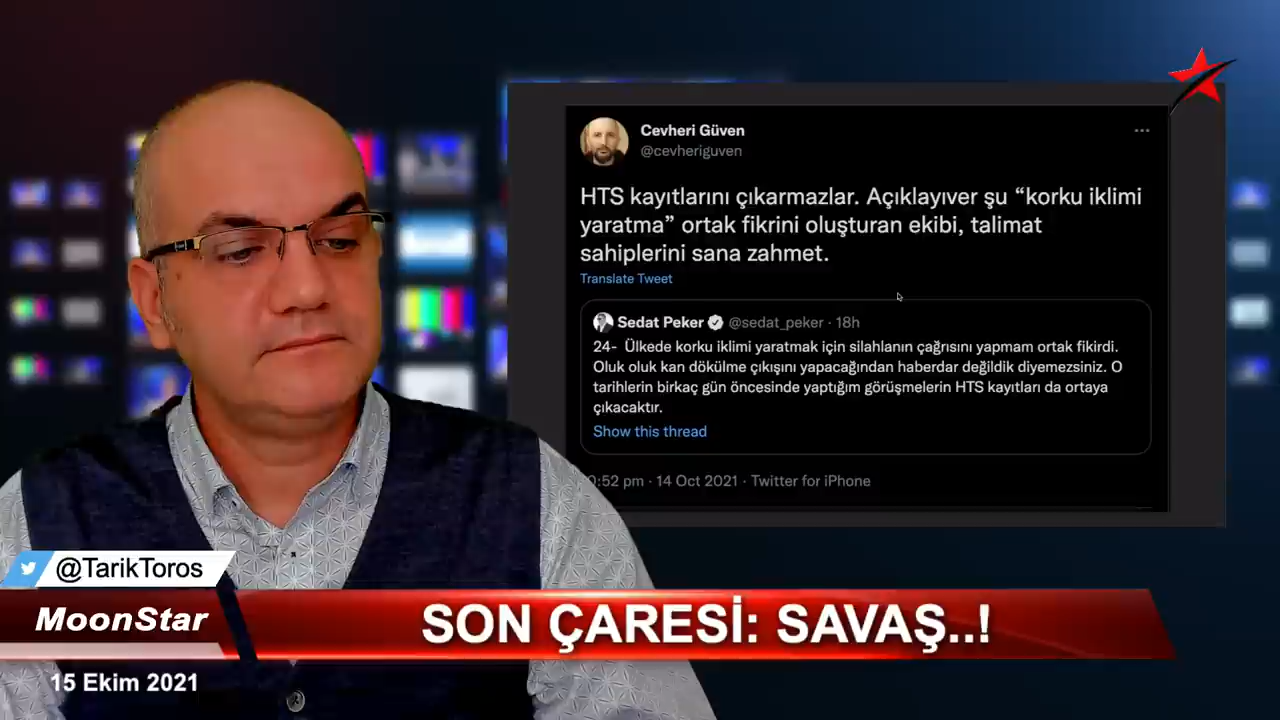 Cevheri Güven
@cevheriguven
HTS kayıtlarını çıkarmazlar. Açıklayıver şu “korku iklimi
yaratma” ortak fikrini oluşturan ekibi, talimat
sahiplerini sana zahmet.
Translate Tweet
Sedat Peker @sedat_peker · 18h
24- Ülkede korku iklimi yaratmak için silahlanın çağrısını yapmam ortak fikirdi.
Oluk oluk kan dökülme çıkışını yapacağından haberdar değildik diyemezsiniz. O
tarihlerin birkaç gün öncesinde yaptığım görüşmelerin HTS kayıtları da ortaya
çıkacaktır.
Show this thread
:52 pm · 14 Oct 2021 · Twitter for iPhone
@TarikToros
MoonStar
SON ÇARESİ: SAVAŞ..!
15 Ekim 2021